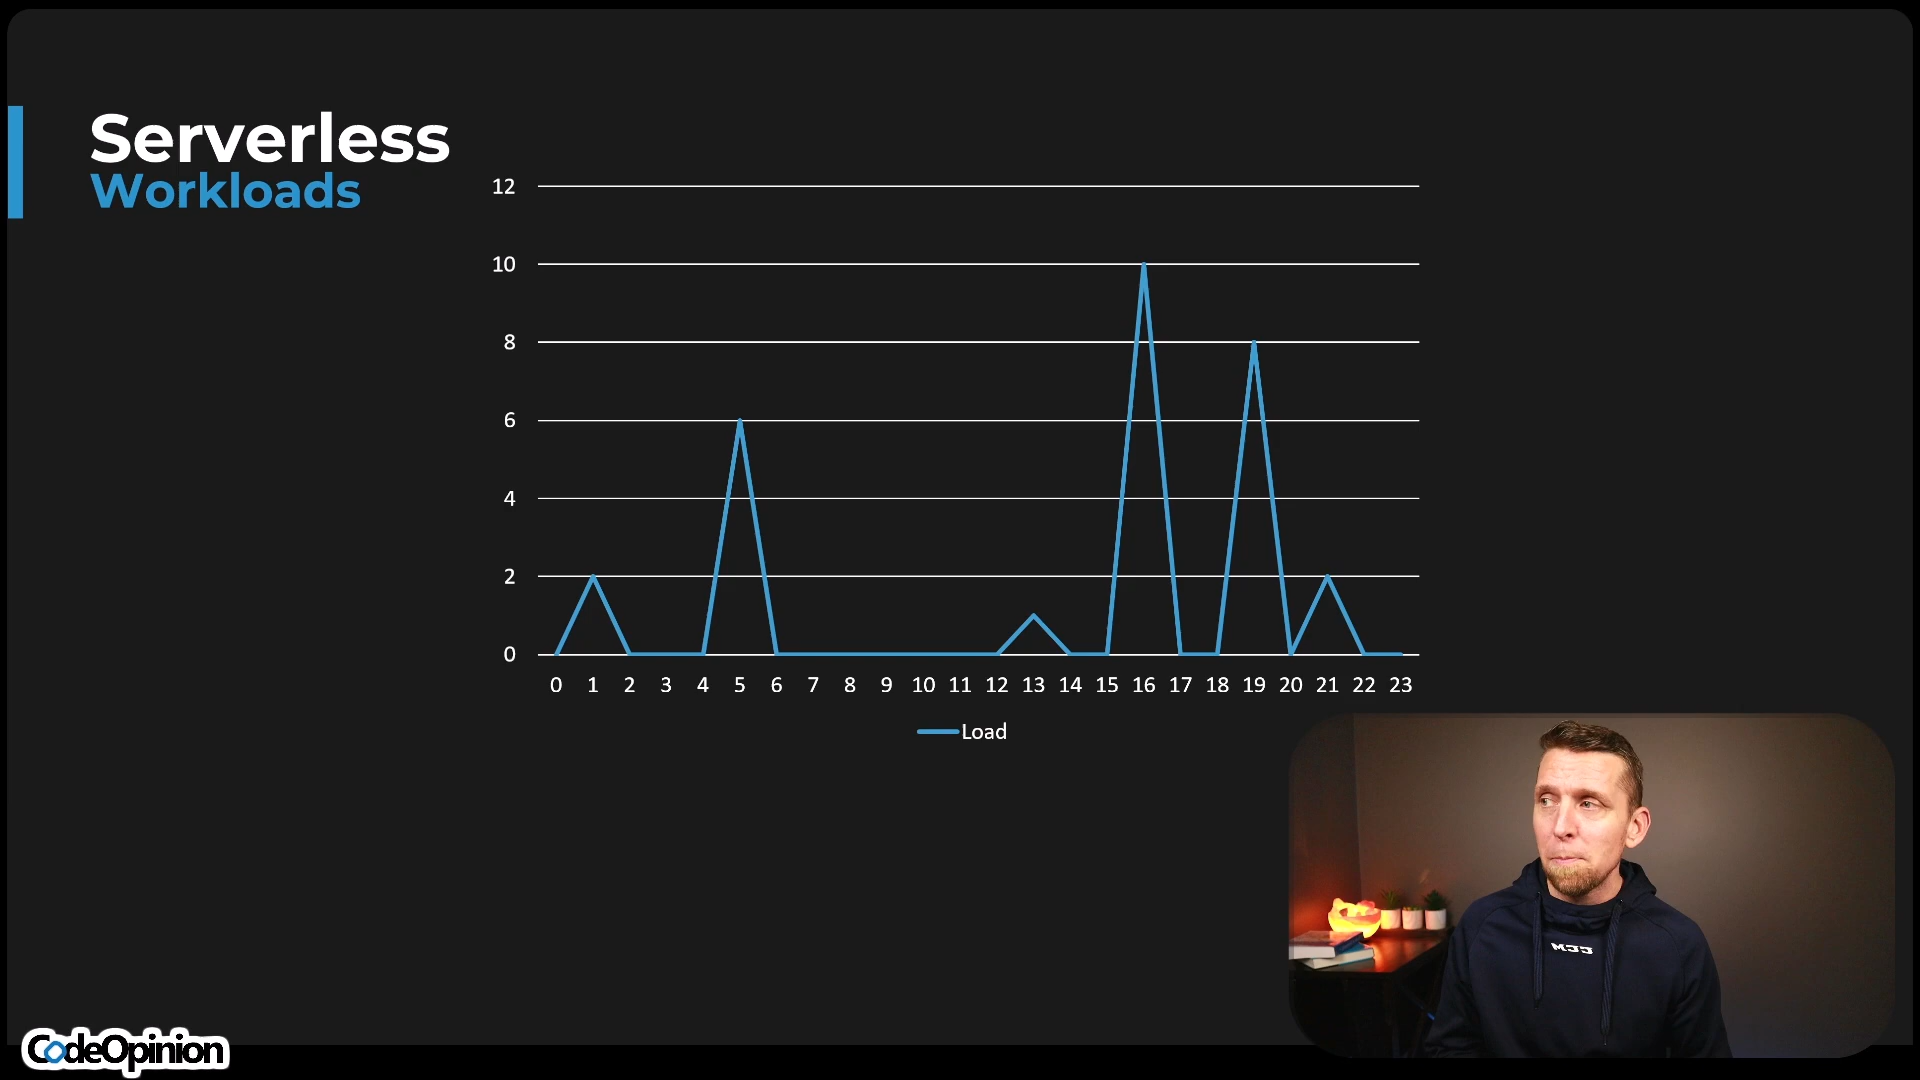 Serverless
Workloads
12
10
8
6
4
2
0
0 1 2 3 4 5 6 7 8 9 10 11 12 13 14 15 16 17 18 19 20 21 22 23
Load
CodeOpinion